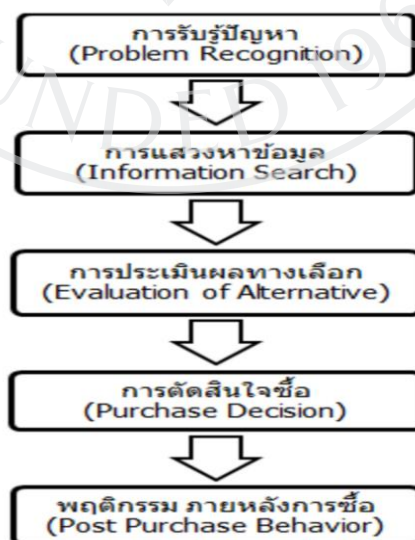 การรับรู้ปัญหา
(Problem Recognition)
การแสวงหาข้อมูล
(Information Search)
การประเมินผลทางเลือก
(Evaluation of Alternative)
การตัดสินใจซื้อ
(Purchase Decision)
พฤติกรรม ภายหลังการซื้อ
(Post Purchase Behavior)